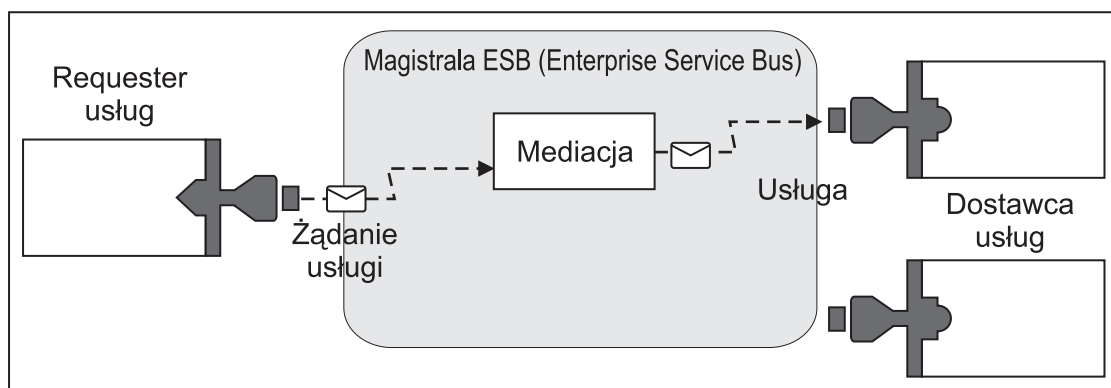 Magistrala ESB (Enterprise Service Bus)
Requester
usług
Mediacja
Usługa
Żądanie
usługi
Dostawca
usług